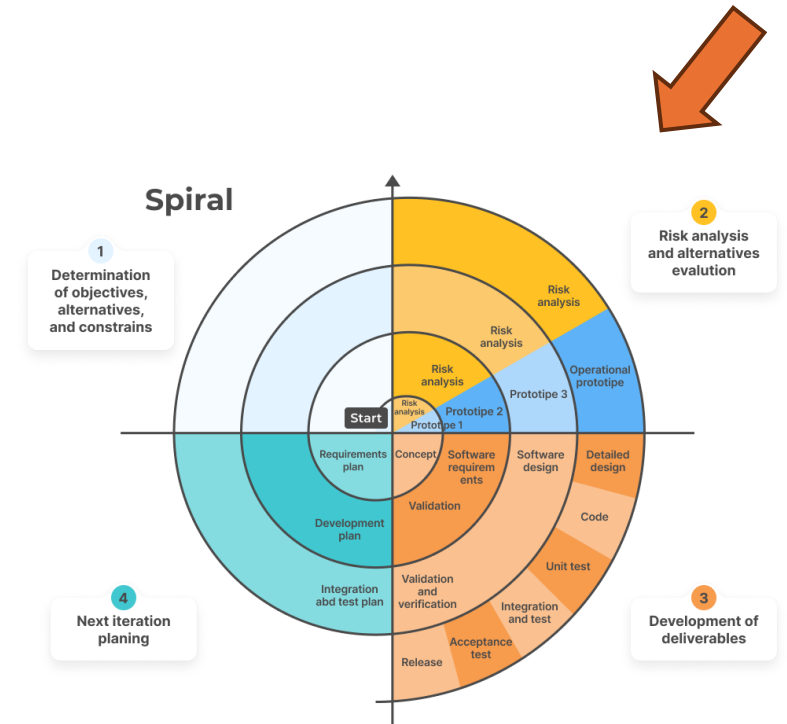 Spiral
1
Determination
of objectives,
alternatives,
and constrains
2
Risk analysis
and alternatives
evalution
Risk
analysis
Risk
analysis
Risk
analysis
Risk
analysis
Operational
prototipe
Prototipe 3
Prototipe 2
Prototipe 1
Start
Requirements
plan
Concept
Software
requirem
ents
Software
design
Detailed
design
Code
Unit test
Integration
and test
Acceptance
test
Release
Validation
Validation
and
verification
Development
plan
Integration
abd test plan
4
Next iteration
planing
3
Development of
deliverables